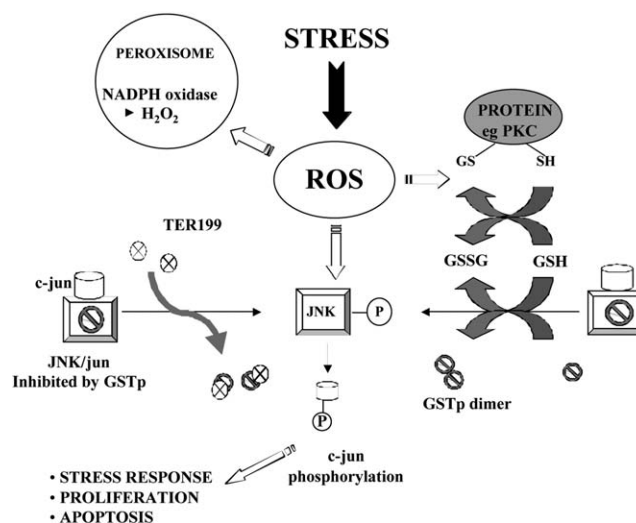 STRESS
PEROXISOME
NADPH oxidase
► H₂O₂
PROTEIN
eg PKC
GS
SH
ROS
TER199
GSSG
GSH
c-jun
JNK
P
JNK/jun
Inhibited by GSTp
GSTp dimer
P
c-jun
phosphorylation
• STRESS RESPONSE
• PROLIFERATION
• APOPTOSIS